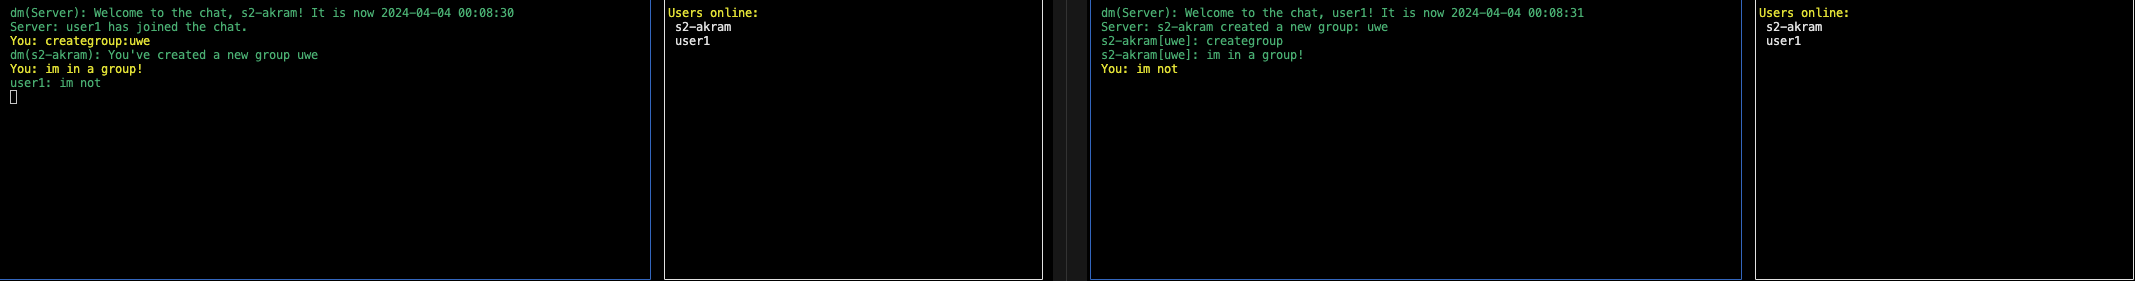 dm(Server): Welcome to the chat, s2-akram! It is now 2024-04-04 00:08:30
Server: user1 has joined the chat.
You: creategroup:uwe
dm(s2-akram): You've created a new group uwe
You: im in a group!
user1: im not
Users online:
s2-akram
user1
dm(Server): Welcome to the chat, user1! It is now 2024-04-04 00:08:31
Server: s2-akram created a new group: uwe
s2-akram[uwe]: creategroup
s2-akram[uwe]: im in a group!
You: im not
Users online:
s2-akram
user1